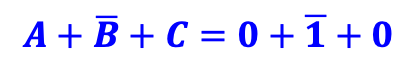 A + B̅ + C = 0 + 1̅ + 0